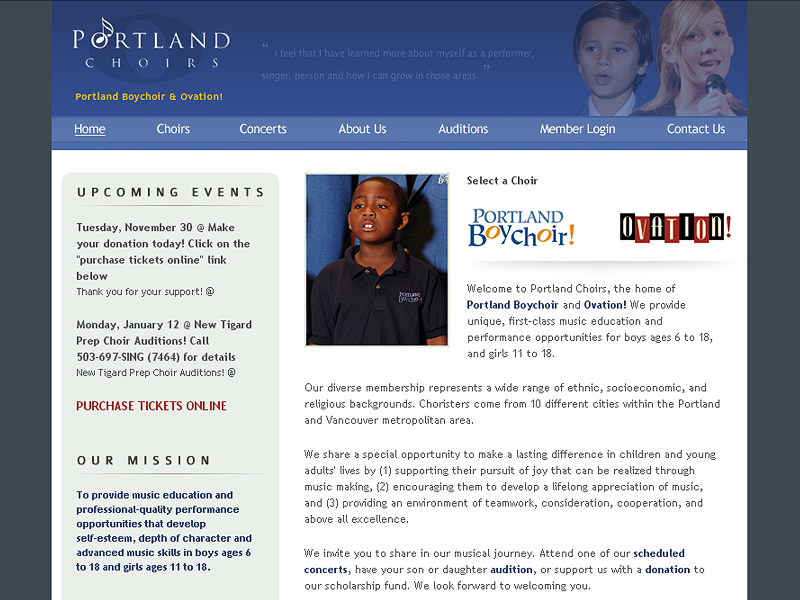 PORTLAND
CHOIRS
Portland Boychoir & Ovation!
“ I feel that I have learned more about myself as a performer,
singer, person and how I can grow in those areas. ”
Home Choirs Concerts About Us Auditions Member Login Contact Us
UPCOMING EVENTS
Tuesday, November 30 @ Make
your donation today! Click on the
"purchase tickets online" link
below
Thank you for your support! @
Monday, January 12 @ New Tigard
Prep Choir Auditions! Call
503-697-SING (7464) for details
New Tigard Prep Choir Auditions! @
PURCHASE TICKETS ONLINE
OUR MISSION
To provide music education and
professional-quality performance
opportunities that develop
self-esteem, depth of character and
advanced music skills in boys ages 6
to 18 and girls ages 11 to 18.
PORTLAND
Select a Choir
PORTLAND
Boychoir!
OVATION!
Welcome to Portland Choirs, the home of
Portland Boychoir and Ovation! We provide
unique, first-class music education and
performance opportunities for boys ages 6 to 18,
and girls 11 to 18.
Our diverse membership represents a wide range of ethnic, socioeconomic, and
religious backgrounds. Choristers come from 10 different cities within the Portland
and Vancouver metropolitan area.
We share a special opportunity to make a lasting difference in children and young
adults' lives by (1) supporting their pursuit of joy that can be realized through
music making, (2) encouraging them to develop a lifelong appreciation of music,
and (3) providing an environment of teamwork, consideration, cooperation, and
above all excellence.
We invite you to share in our musical journey. Attend one of our scheduled
concerts, have your son or daughter audition, or support us with a donation to
our scholarship fund. We look forward to welcoming you.